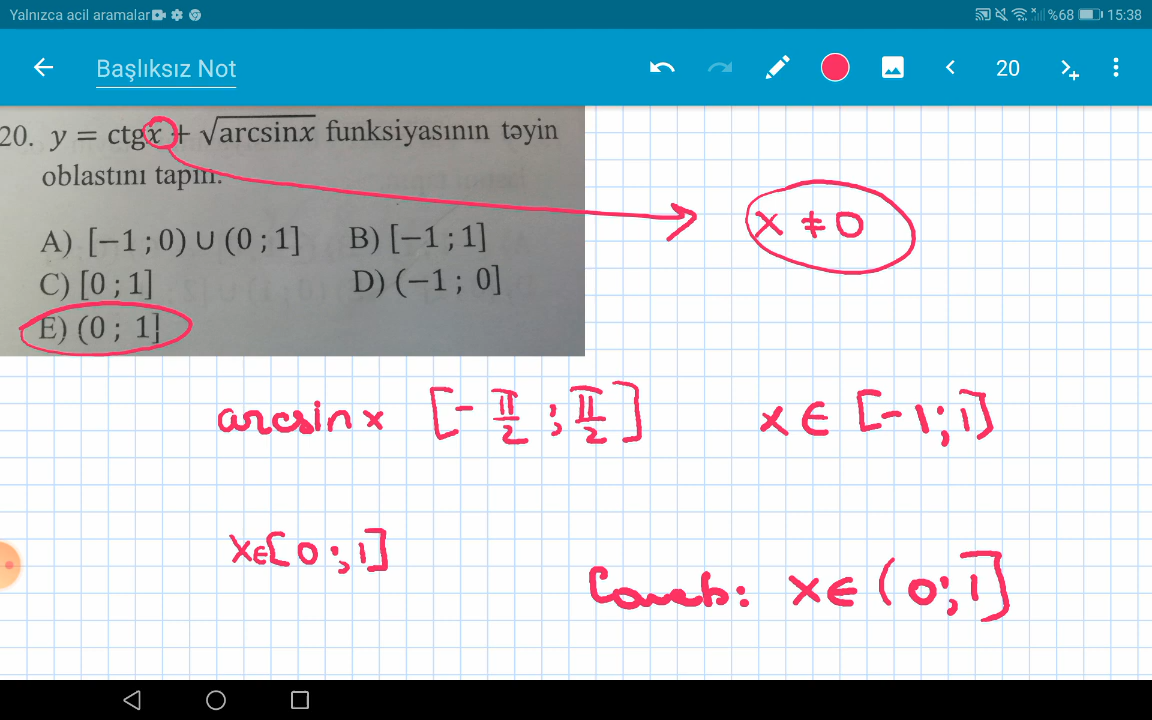 Yalnızca acil aramalar %68 15:38
Başlıksız Not 20
20. y = ctgx + √arcsinx funksiyasının təyin
oblastını tapın.
A) [−1 ; 0) ∪ (0 ; 1] B) [−1 ; 1]
C) [0 ; 1] D) (−1 ; 0]
E) (0 ; 1]
x ≠ 0
arcsin x [-π/2 ; π/2] x ∈ [-1;1]
x∈[0;1]
Cavab: x∈(0;1]